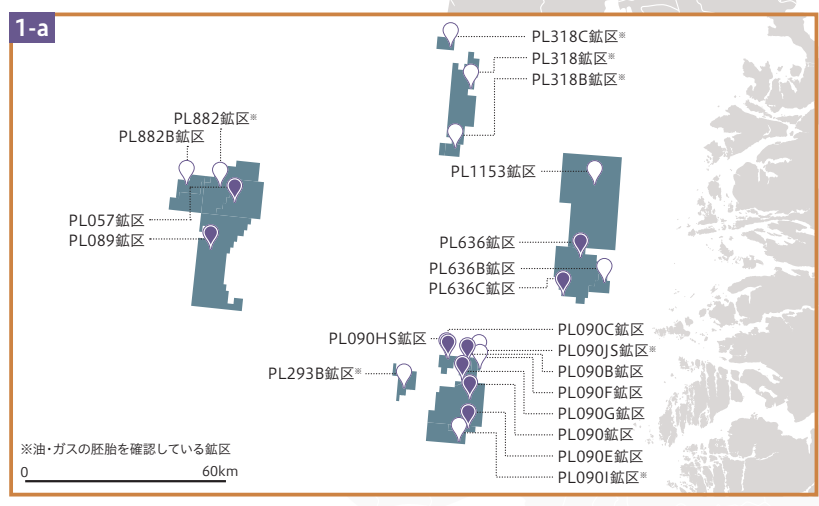 1-a
PL318C鉱区※
PL318鉱区※
PL318B鉱区※
PL882鉱区※
PL882B鉱区
PL1153鉱区
PL057鉱区
PL089鉱区
PL636鉱区
PL636B鉱区
PL636C鉱区
PL090HS鉱区
PL090C鉱区
PL090JS鉱区※
PL293B鉱区※
PL090B鉱区
PL090F鉱区
PL090G鉱区
PL090鉱区
PL090E鉱区
PL090I鉱区※
※油・ガスの胚胎を確認している鉱区
0 60km